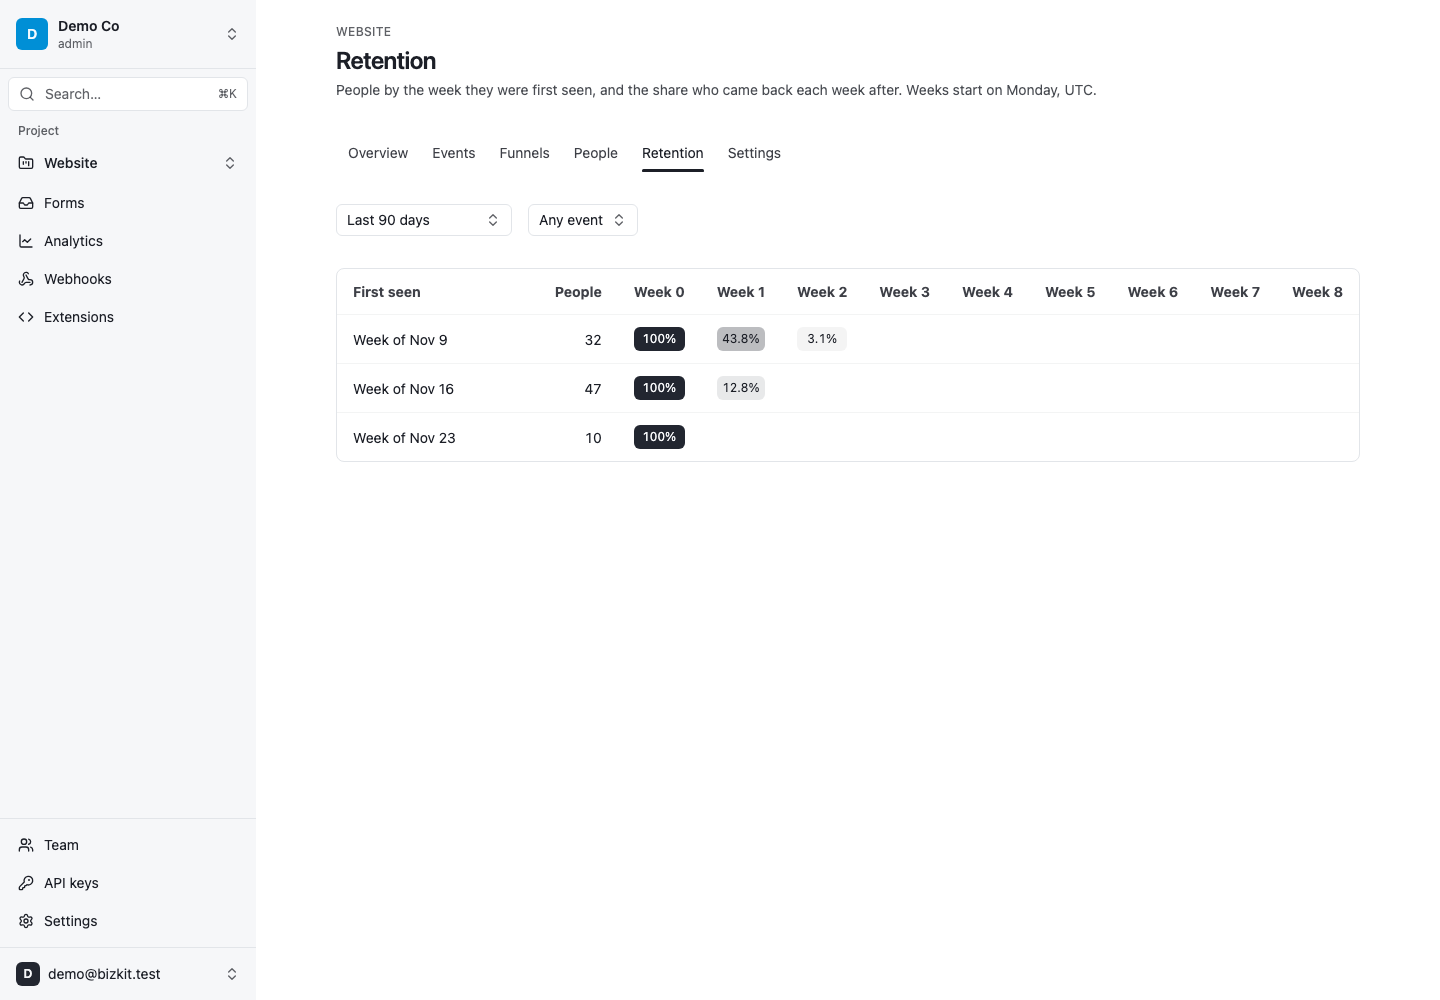 Demo Co
admin
Search...
⌘K
Project
Website
Forms
Analytics
Webhooks
Extensions
Team
API keys
Settings
D demo@bizkit.test
D
WEBSITE
Retention
People by the week they were first seen, and the share who came back each week after. Weeks start on Monday, UTC.
Overview Events Funnels People Retention Settings
Last 90 days Any event
First seen People Week 0 Week 1 Week 2 Week 3 Week 4 Week 5 Week 6 Week 7 Week 8
Week of Nov 9 32 100% 43.8% 3.1%
Week of Nov 16 47 100% 12.8%
Week of Nov 23 10 100%